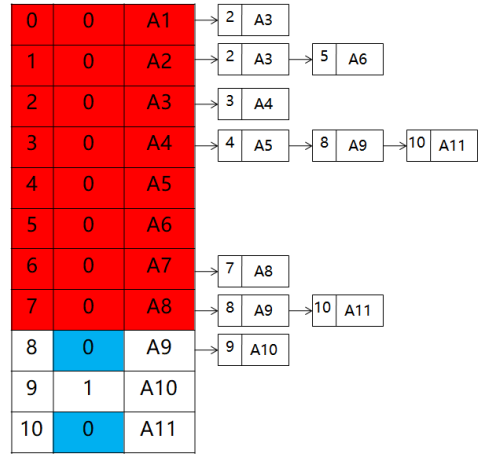 0 0 A1 2 A3
1 0 A2 2 A3 5 A6
2 0 A3 3 A4
3 0 A4 4 A5 8 A9 10 A11
4 0 A5
5 0 A6
6 0 A7 7 A8
7 0 A8 8 A9 10 A11
8 0 A9 9 A10
9 1 A10
10 0 A11